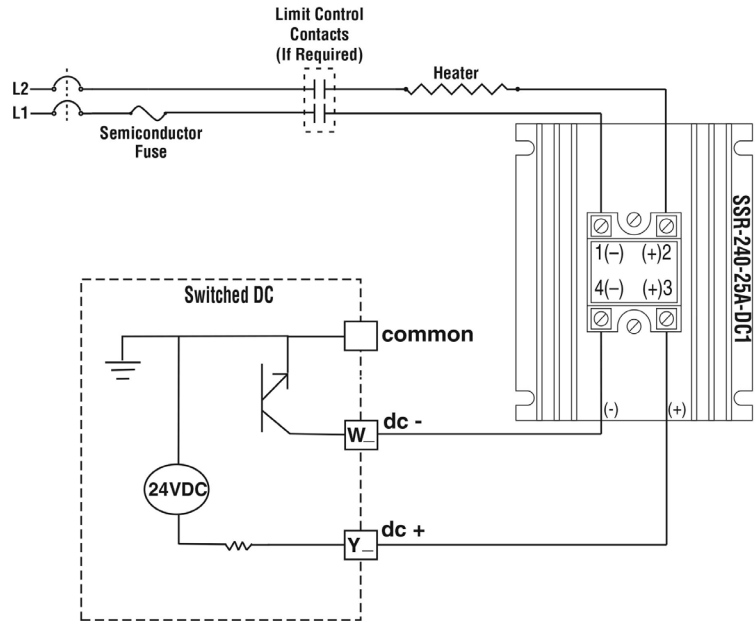 Limit Control
Contacts
(If Required)
L2
Heater
L1
Semiconductor
Fuse
SSR-240-25A-DC1
1(–) (+)2
4(–) (+)3
Switched DC
common
(-) (+)
dc -
W_
24VDC
dc +
Y_